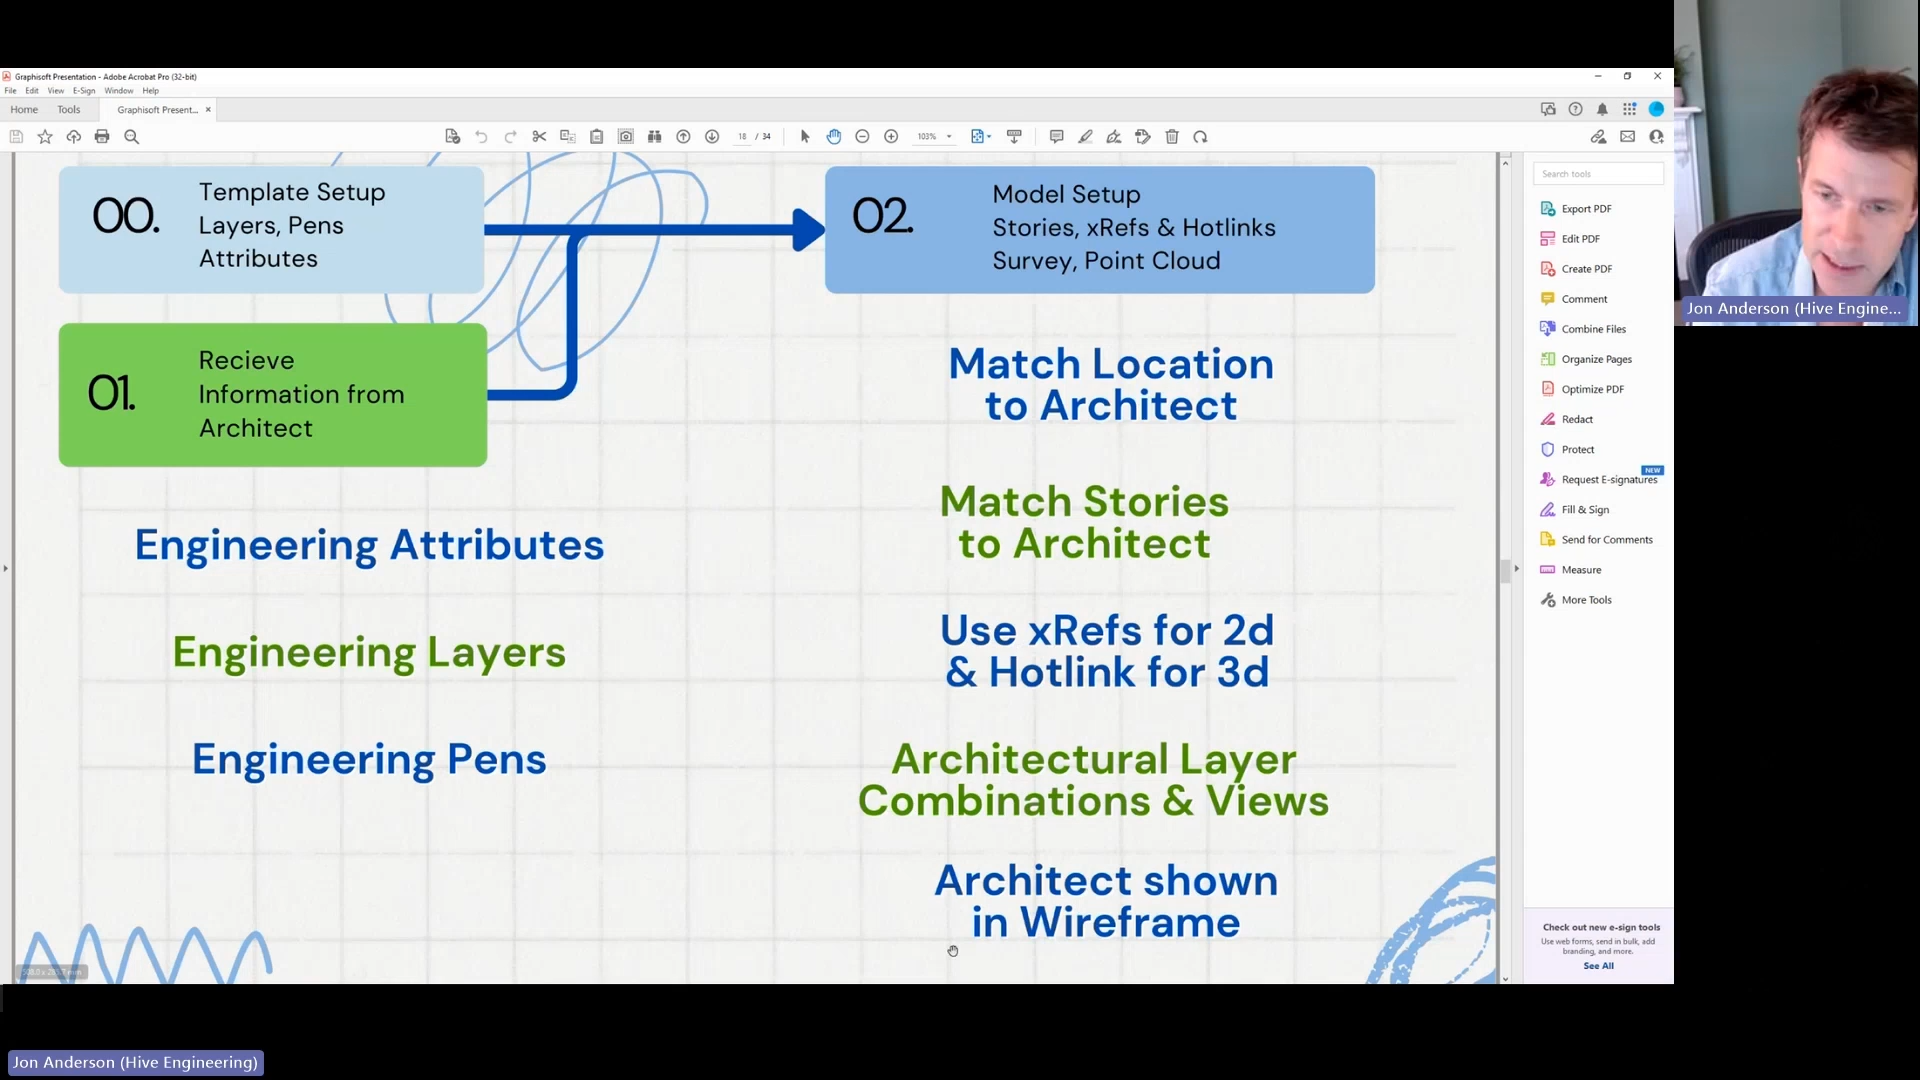 Graphisoft Presentation - Adobe Acrobat Pro (32-bit)
File Edit View E-Sign Window Help
Home Tools Graphisoft Present... ×
18 / 34 103%
00.
Template Setup
Layers, Pens
Attributes
02.
Model Setup
Stories, xRefs & Hotlinks
Survey, Point Cloud
01.
Recieve
Information from
Architect
Engineering Attributes
Engineering Layers
Engineering Pens
Match Location
to Architect
Match Stories
to Architect
Use xRefs for 2d
& Hotlink for 3d
Architectural Layer
Combinations & Views
Architect shown
in Wireframe
Search tools
Export PDF
Edit PDF
Create PDF
Comment
Combine Files
Organize Pages
Optimize PDF
Redact
Protect
NEW
Request E-signatures
Fill & Sign
Send for Comments
Measure
More Tools
Check out new e-sign tools
Use web forms, send in bulk, add
branding, and more.
See All
Jon Anderson (Hive Engine...
Jon Anderson (Hive Engineering)